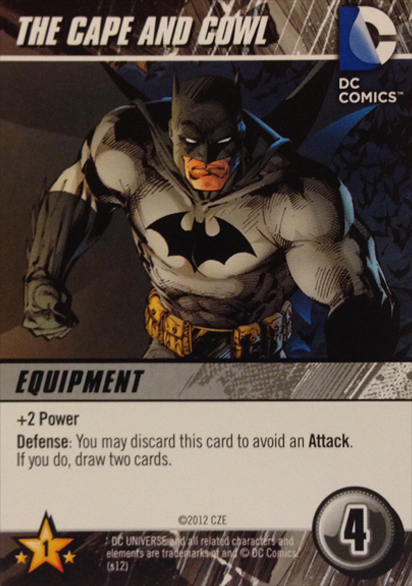 THE CAPE AND COWL
DC
COMICS™
EQUIPMENT
+2 Power
Defense: You may discard this card to avoid an Attack.
If you do, draw two cards.
©2012 CZE
1
DC UNIVERSE and all related characters and
elements are trademarks of and © DC Comics.
(s12)
4